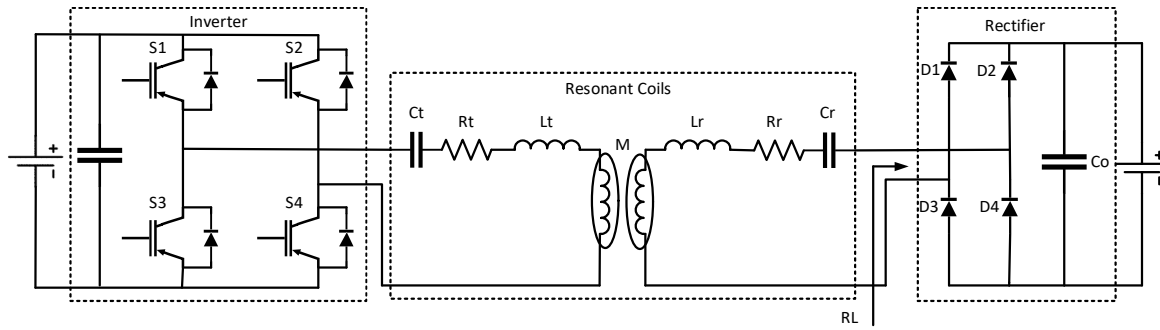 Inverter
Rectifier
Resonant Coils
S1
S2
S3
S4
Ct
Rt
Lt
M
Lr
Rr
Cr
D1
D2
D3
D4
Co
RL
+
−
+
−